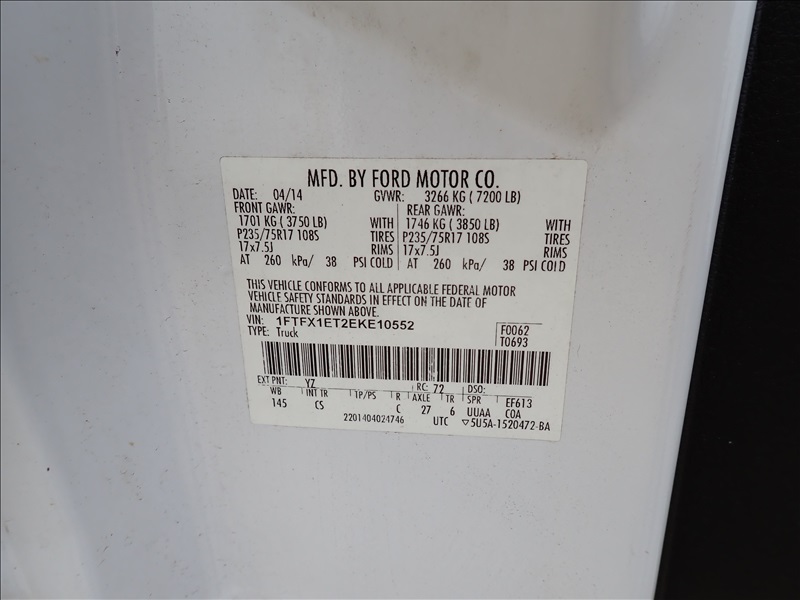 MFD. BY FORD MOTOR CO.
DATE: 04/14 GVWR: 3266 KG ( 7200 LB)
FRONT GAWR: REAR GAWR:
1701 KG ( 3750 LB) WITH 1746 KG ( 3850 LB) WITH
P235/75R17 108S TIRES P235/75R17 108S TIRES
17x7.5J RIMS 17x7.5J RIMS
AT 260 kPa/ 38 PSI COLD AT 260 kPa/ 38 PSI COLD
THIS VEHICLE CONFORMS TO ALL APPLICABLE FEDERAL MOTOR
VEHICLE SAFETY STANDARDS IN EFFECT ON THE DATE OF
MANUFACTURE SHOWN ABOVE.
VIN: 1FTFX1ET2EKE10552 F0062
TYPE: Truck T0693
EXT PNT: YZ RC: 72 DSO:
WB INT TR TP/PS R AXLE TR SPR EF613
145 CS C 27 6 UUAA COA
2201404024746 UTC ▽5U5A-1520472-BA